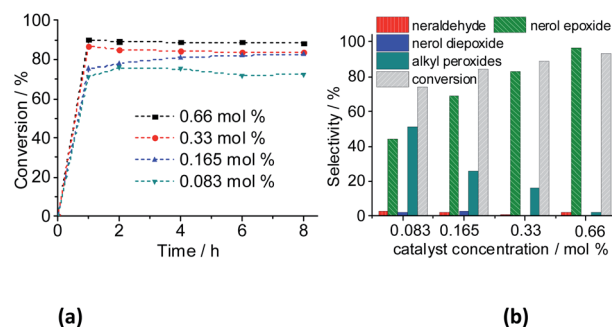 (a)
100
80
60
40
20
0
Conversion / %
0.66 mol %
0.33 mol %
0.165 mol %
0.083 mol %
0 2 4 6 8
Time / h
(a)
(b)
neraldehyde nerol epoxide
nerol diepoxide
alkyl peroxides
conversion
100
80
60
40
20
0
Selectivity / %
0.083 0.165 0.33 0.66
catalyst concentration / mol %
(b)